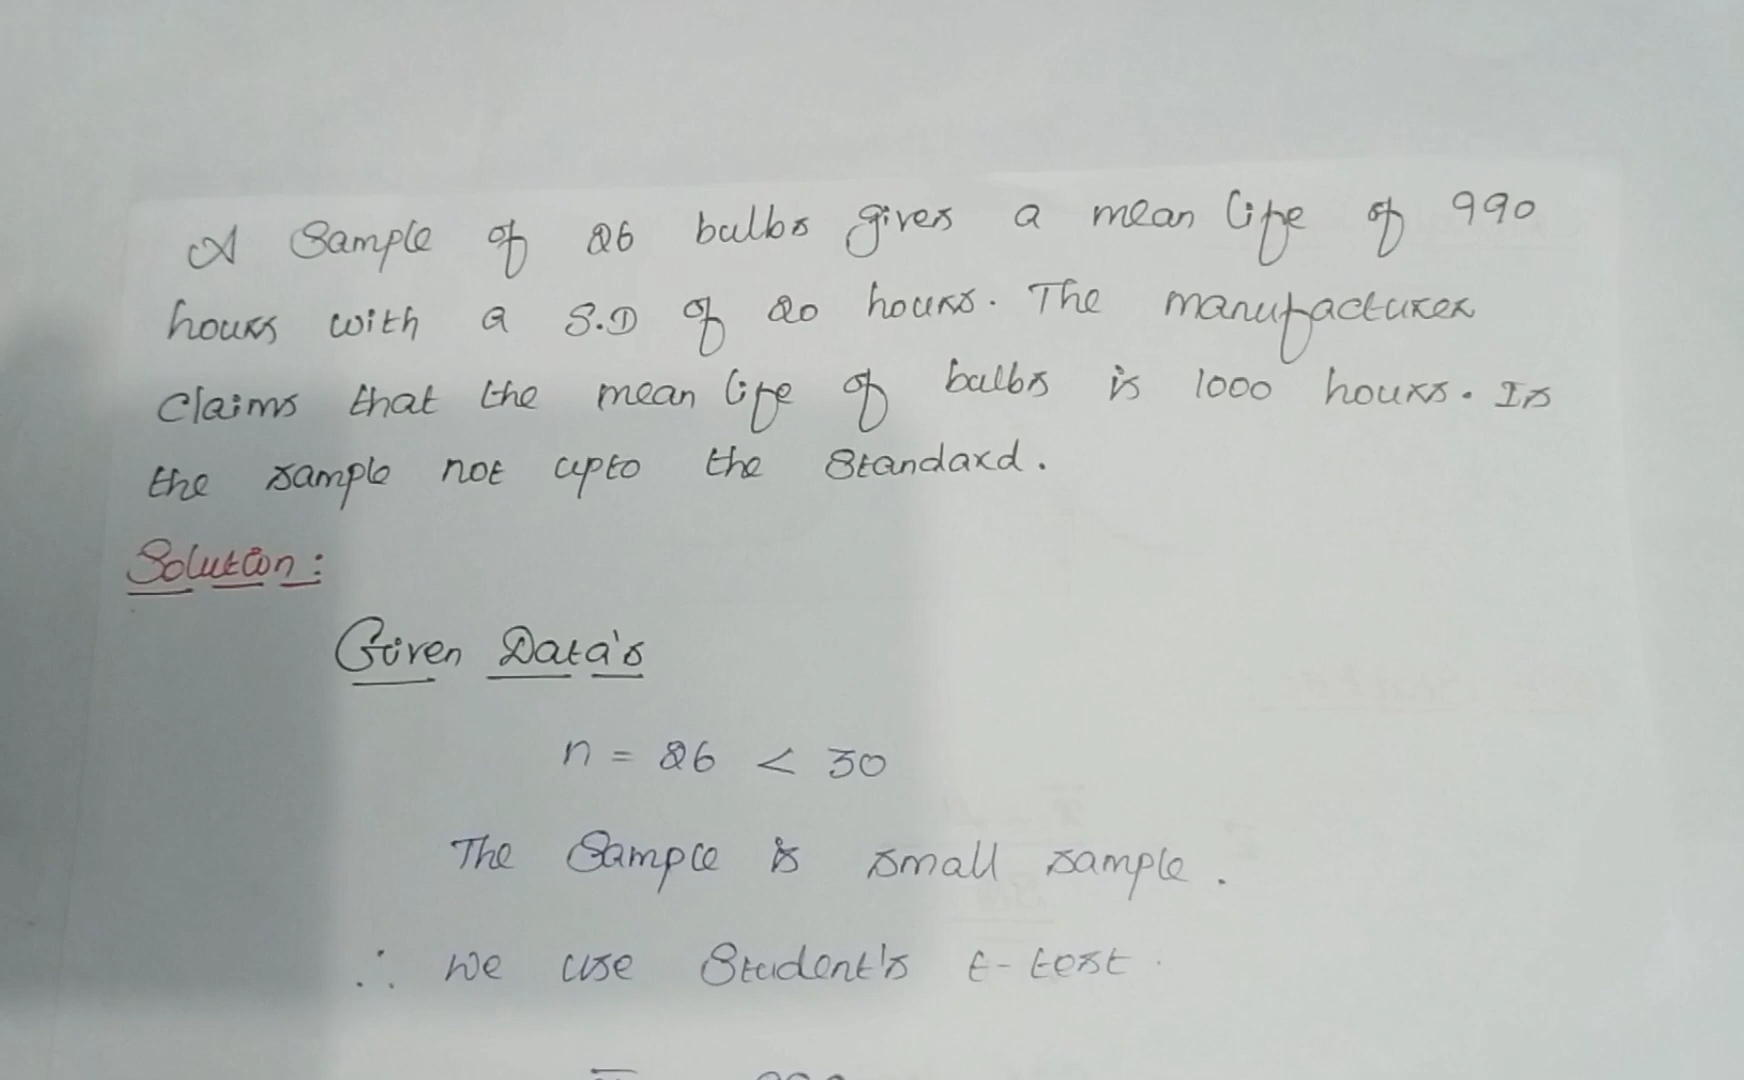 A Sample of 26 bulbs gives a mean life of 990
hours with a S.D of 20 hours. The manufacturer
Claims that the mean life of bulbs is 1000 hours. Is
the sample not upto the Standard.
Solution:
Given Data's
n = 26 < 30
The Sample is small sample.
∴ we use Student's t-test.